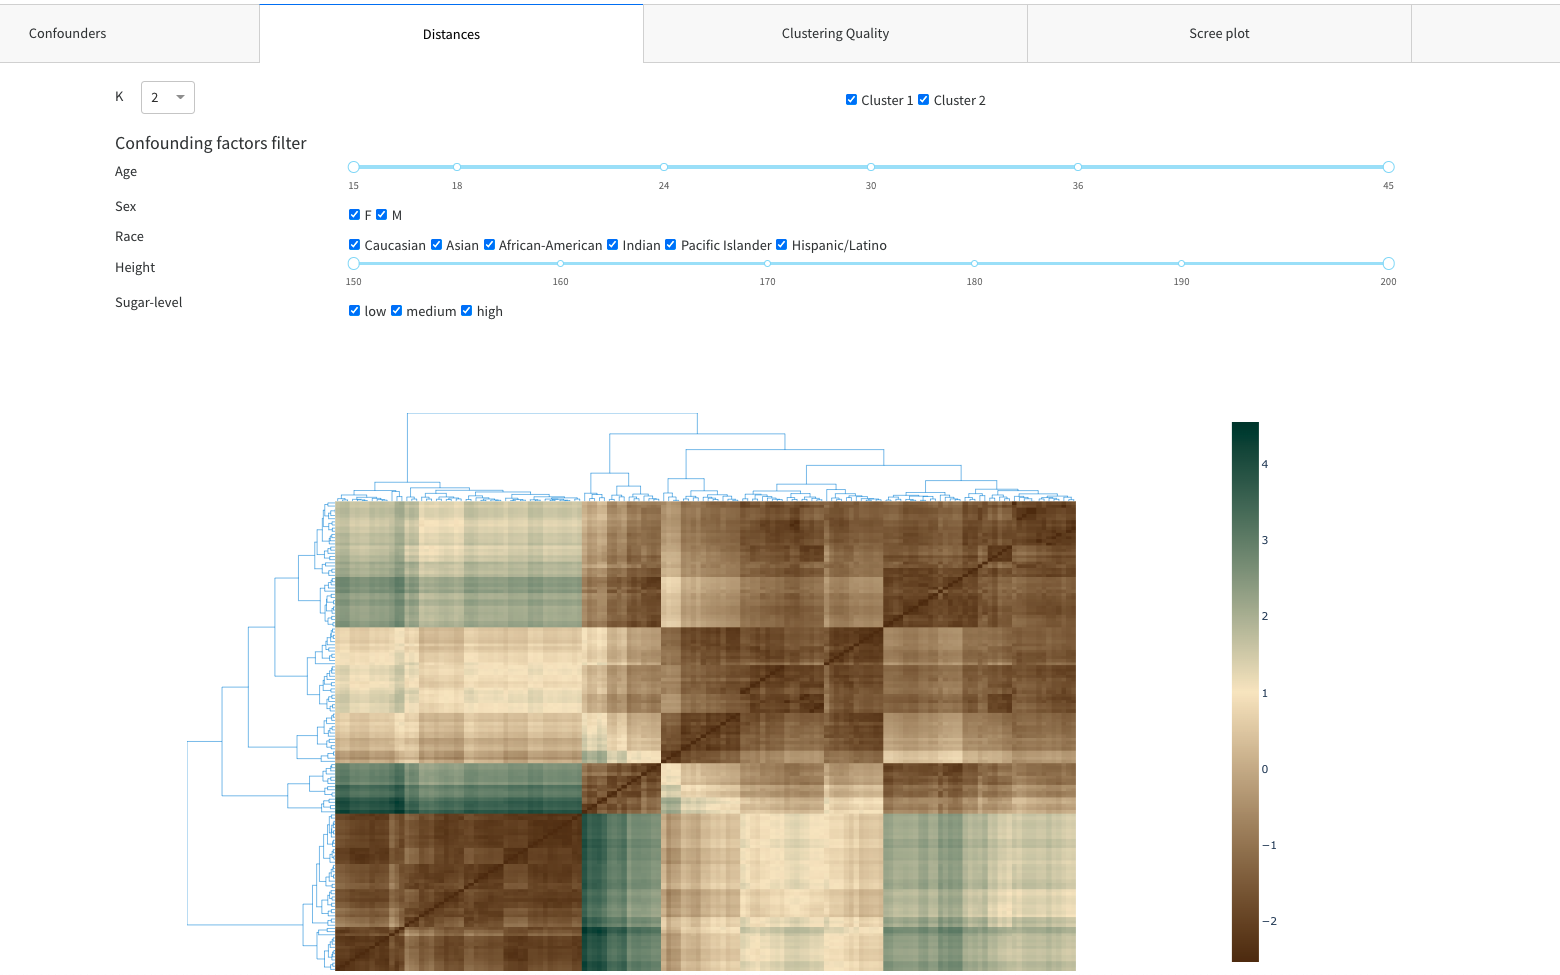 Confounders Distances Clustering Quality Scree plot
K 2 Cluster 1 Cluster 2
Confounding factors filter
Age
15 18 24 30 36 45
Sex
F M
Race
Caucasian Asian African-American Indian Pacific Islander Hispanic/Latino
Height
150 160 170 180 190 200
Sugar-level
low medium high
4
3
2
1
0
−1
−2